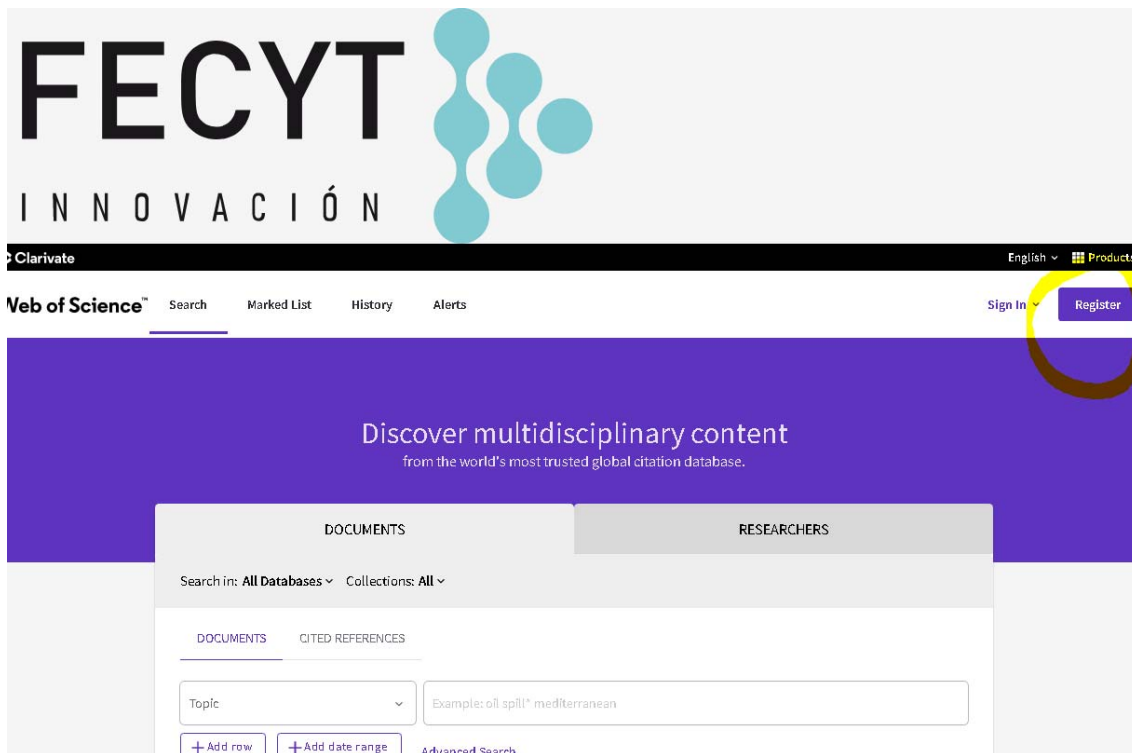 FECYT
INNOVACIÓN
Clarivate English Products
Web of Science™ Search Marked List History Alerts Sign In Register
Discover multidisciplinary content
from the world's most trusted global citation database.
DOCUMENTS RESEARCHERS
Search in: All Databases Collections: All
DOCUMENTS CITED REFERENCES
Topic Example: oil spill* mediterranean
+ Add row + Add date range Advanced Search